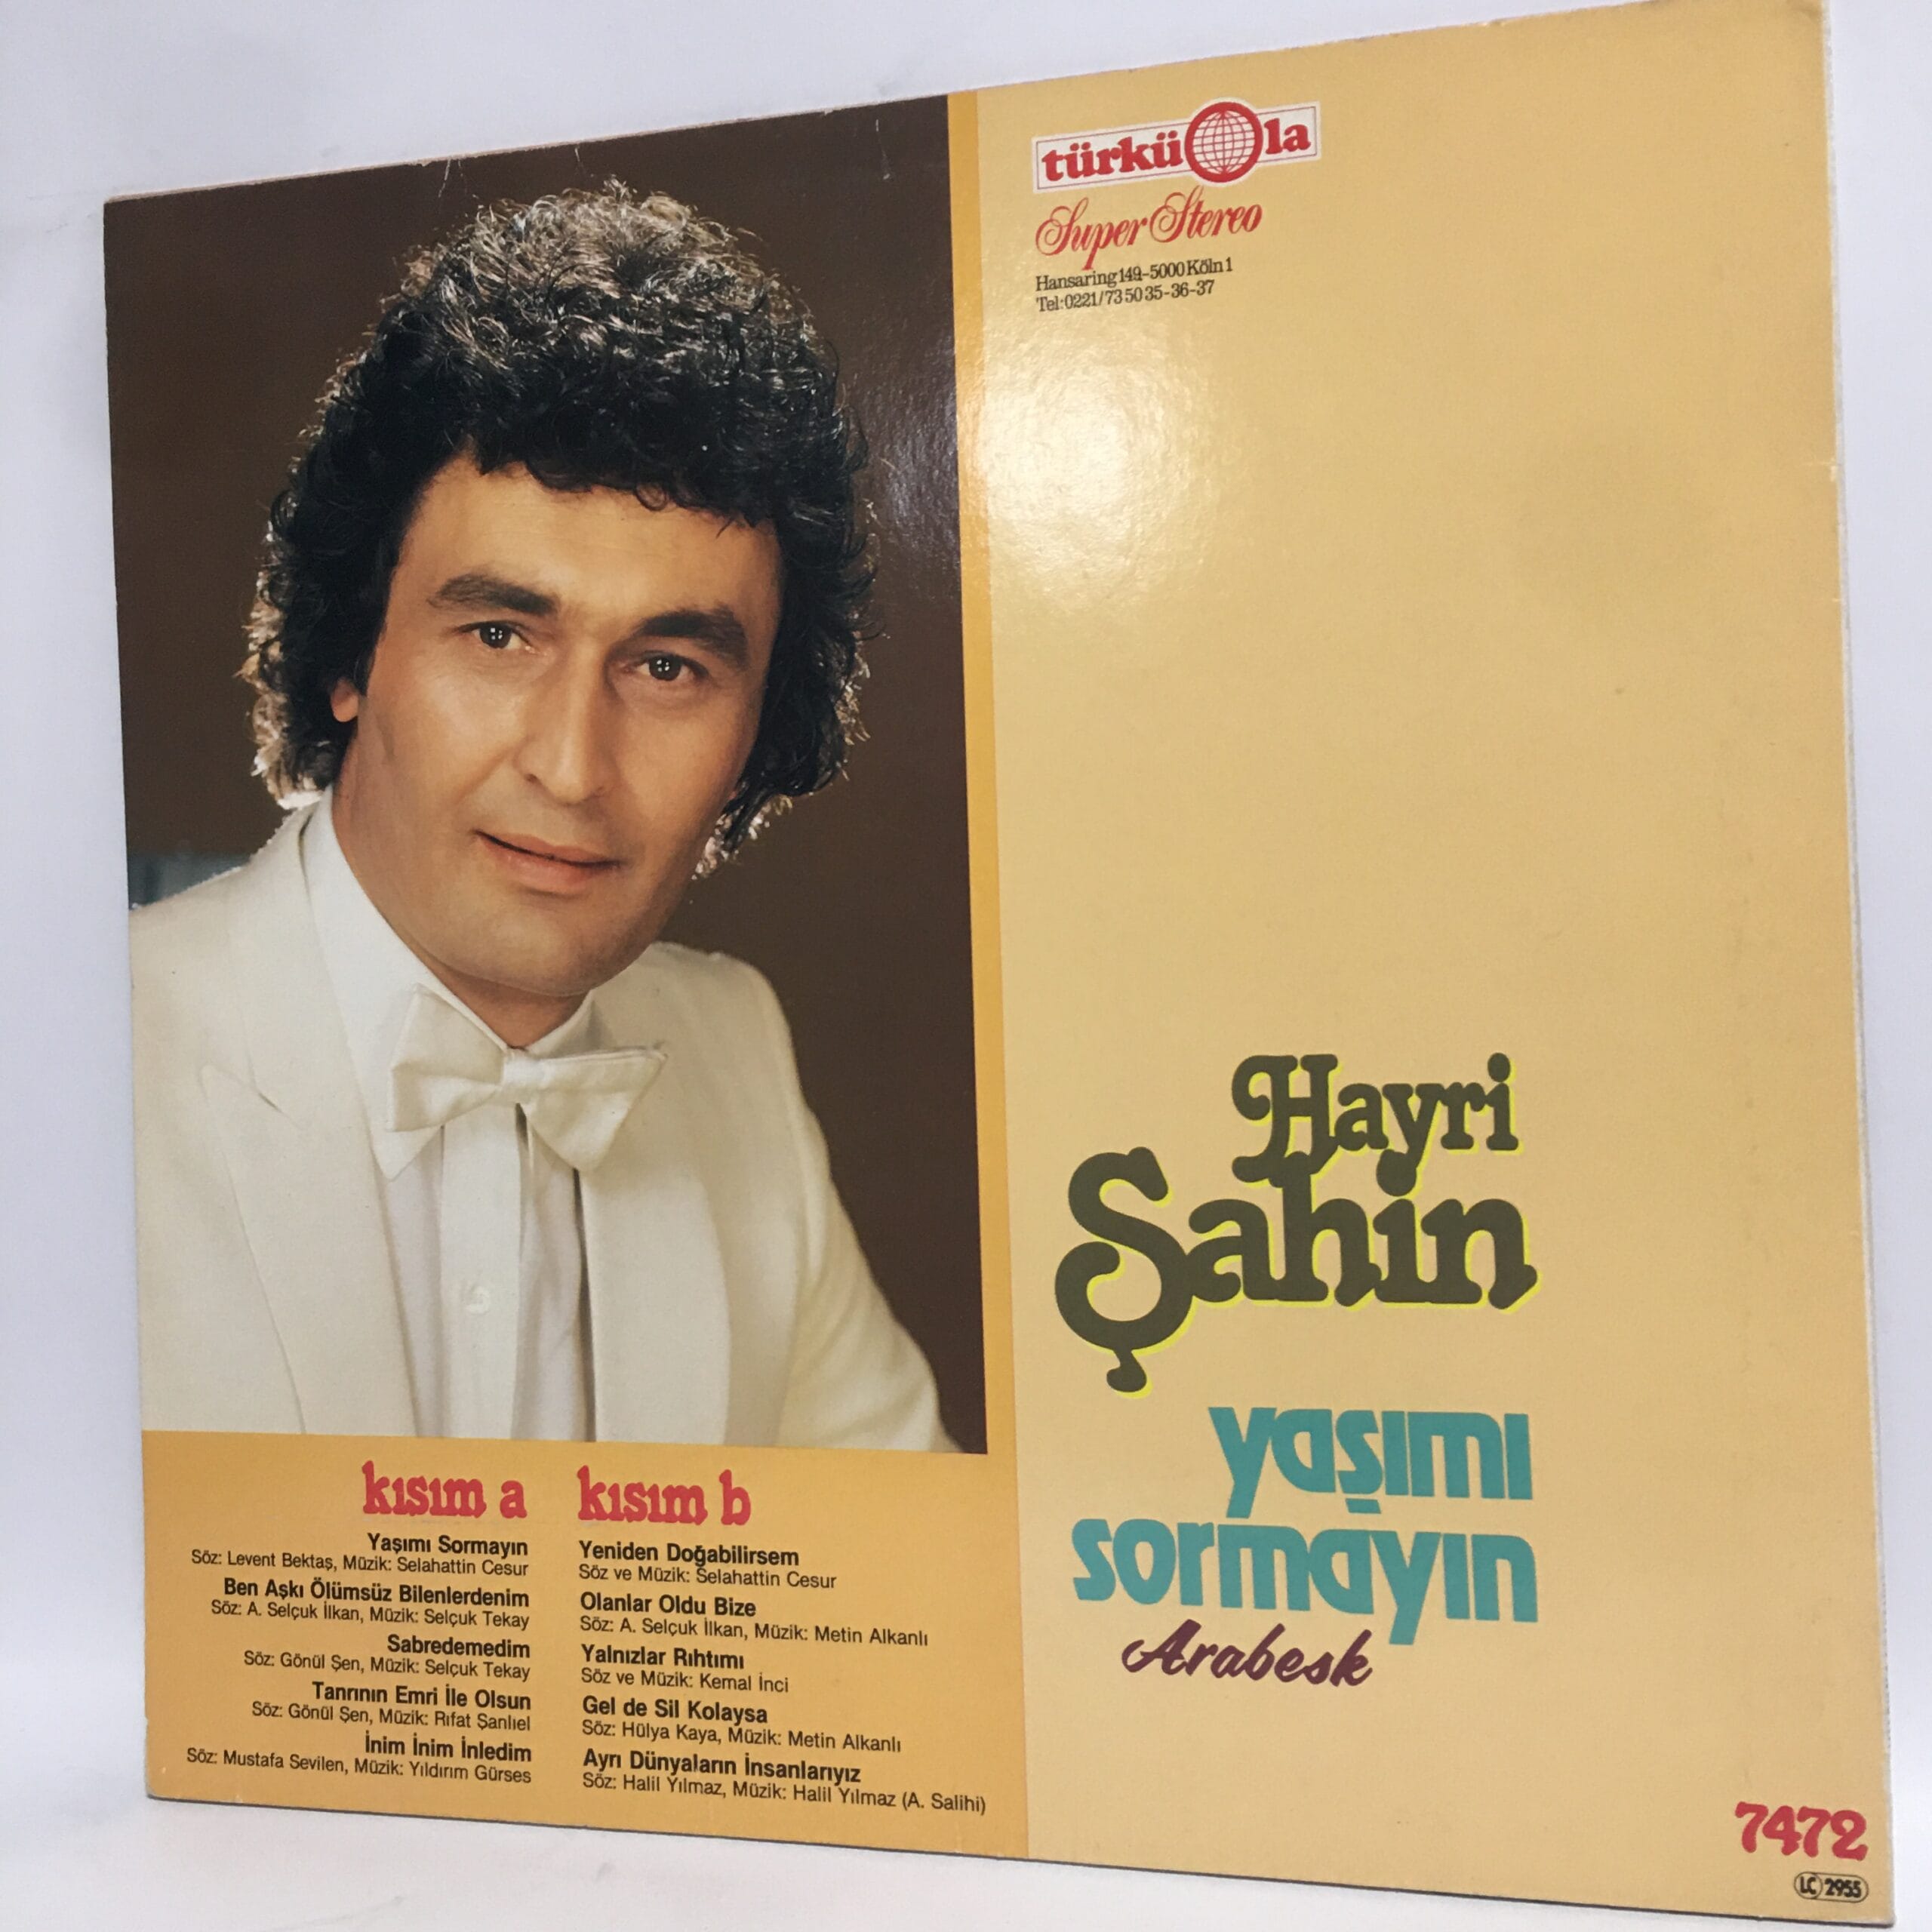 türküola
Super Stereo
Hansaring 149-5000 Köln 1
Tel: 0221/73 50 35-36-37
Hayri
Şahin
yaşımı
sormayın
Arabesk
kısım a
Yaşımı Sormayın
Söz: Levent Bektaş, Müzik: Selahattin Cesur
Ben Aşkı Ölümsüz Bilenlerdenim
Söz: A. Selçuk İlkan, Müzik: Selçuk Tekay
Sabredemedim
Söz: Gönül Şen, Müzik: Selçuk Tekay
Tanrının Emri İle Olsun
Söz: Gönül Şen, Müzik: Rıfat Şanlıel
İnim İnim İnledim
Söz: Mustafa Sevilen, Müzik: Yıldırım Gürses
kısım b
Yeniden Doğabilirsem
Söz ve Müzik: Selahattin Cesur
Olanlar Oldu Bize
Söz: A. Selçuk İlkan, Müzik: Metin Alkanlı
Yalnızlar Rıhtımı
Söz ve Müzik: Kemal İnci
Gel de Sil Kolaysa
Söz: Hülya Kaya, Müzik: Metin Alkanlı
Ayrı Dünyaların İnsanlarıyız
Söz: Halil Yılmaz, Müzik: Halil Yılmaz (A. Salihi)
7472
LC 2955